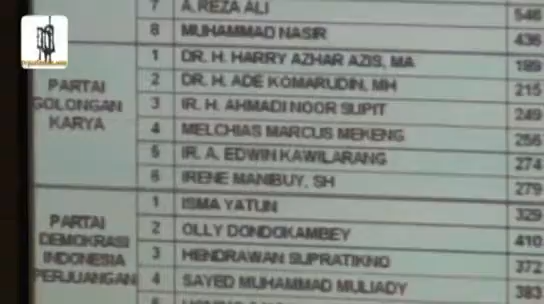 7 A. REZA ALI 546
8 MUHAMMAD NASIR 436
PARTAI GOLONGAN KARYA
1 DR. H. HARRY AZHAR AZIS, MA 189
2 DR. H. ADE KOMARUDIN, MH 215
3 IR. H. AHMADI NOOR SUPIT 249
4 MELCHIAS MARCUS MEKENG 256
5 IR. A. EDWIN KAWILARANG 274
6 IRENE MANIBUY, SH 279
PARTAI DEMOKRASI INDONESIA PERJUANGAN
1 ISMA YATUN 329
2 OLLY DONDOKAMBEY 410
3 HENDRAWAN SUPRATIKNO 372
4 SAYED MUHAMMAD MULIADY 383